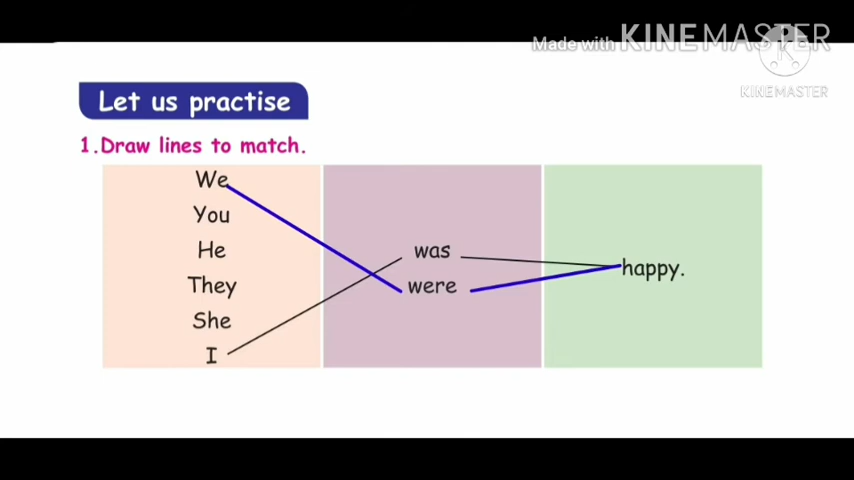 Made with KINEMASTER
K
KINEMASTER
Let us practise
1.Draw lines to match.
We
You
He
They
She
I
was
were
happy.